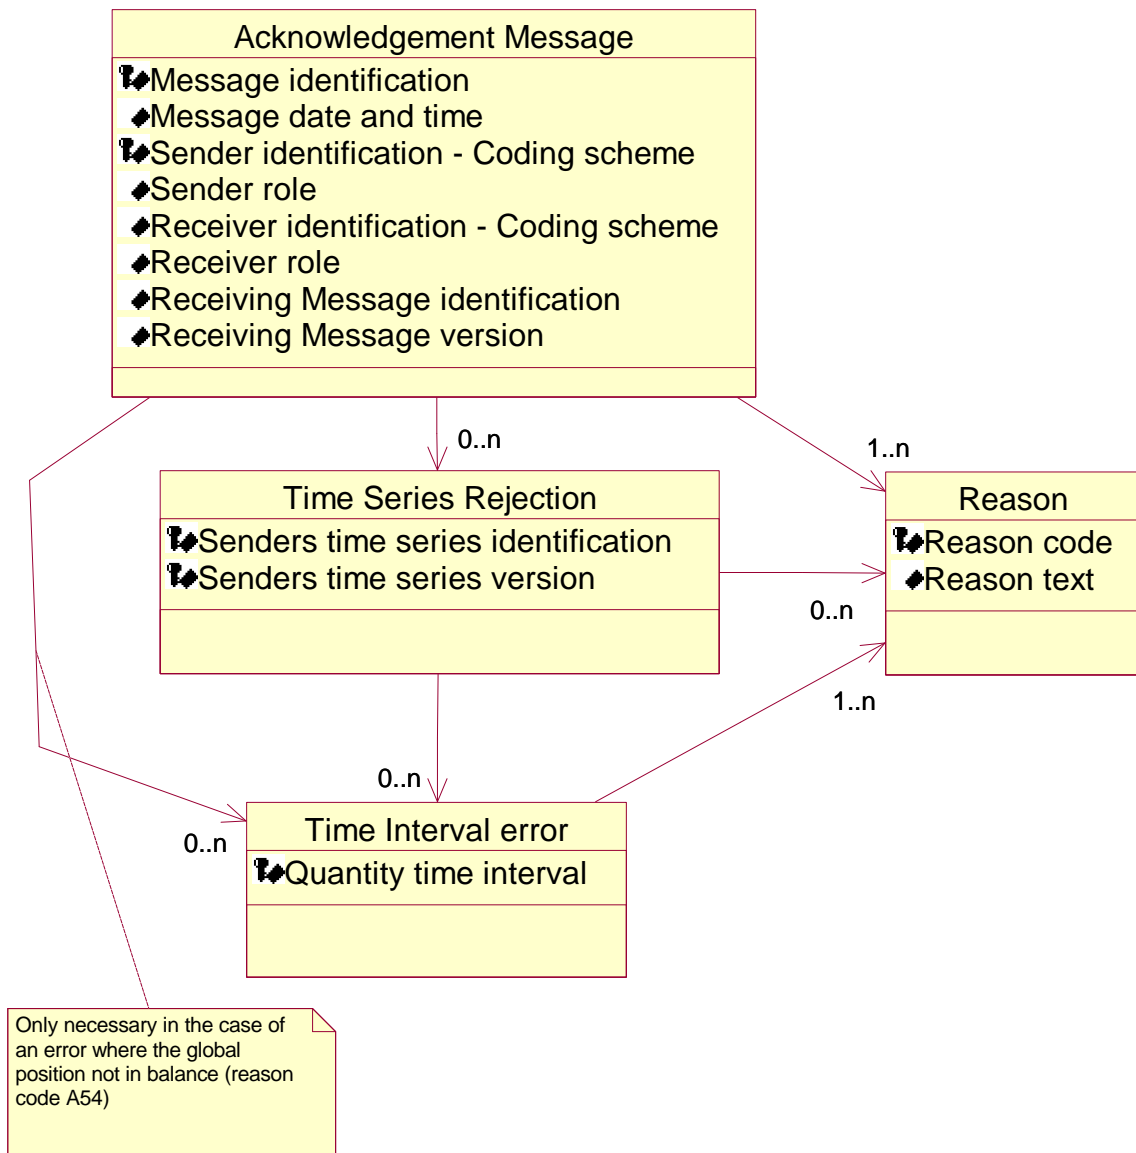 Acknowledgement Message
Message identification
Message date and time
Sender identification - Coding scheme
Sender role
Receiver identification - Coding scheme
Receiver role
Receiving Message identification
Receiving Message version
0..n
1..n
Time Series Rejection
Senders time series identification
Senders time series version
Reason
Reason code
Reason text
0..n
1..n
0..n
0..n
Time Interval error
Quantity time interval
Only necessary in the case of
an error where the global
position not in balance (reason
code A54)